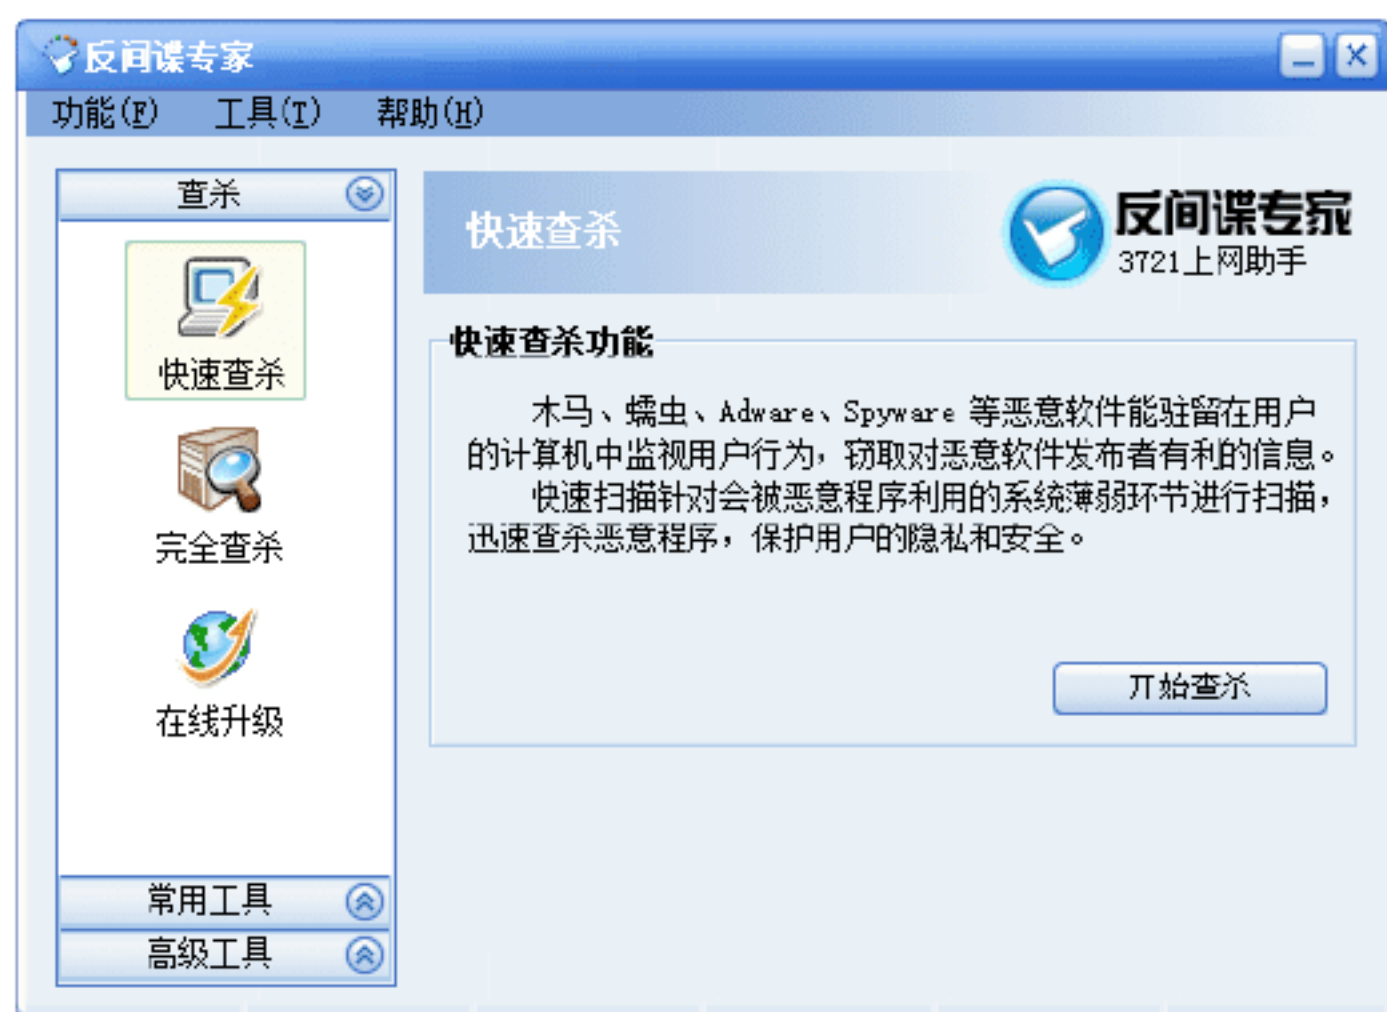 反间谍专家
功能(F) 工具(T) 帮助(H)
查杀
快速查杀
完全查杀
在线升级
常用工具
高级工具
快速查杀
反间谍专家
3721上网助手
快速查杀功能
木马、蠕虫、Adware、Spyware 等恶意软件能驻留在用户
的计算机中监视用户行为，窃取对恶意软件发布者有利的信息。
快速扫描针对会被恶意程序利用的系统薄弱环节进行扫描，
迅速查杀恶意程序，保护用户的隐私和安全。
开始查杀